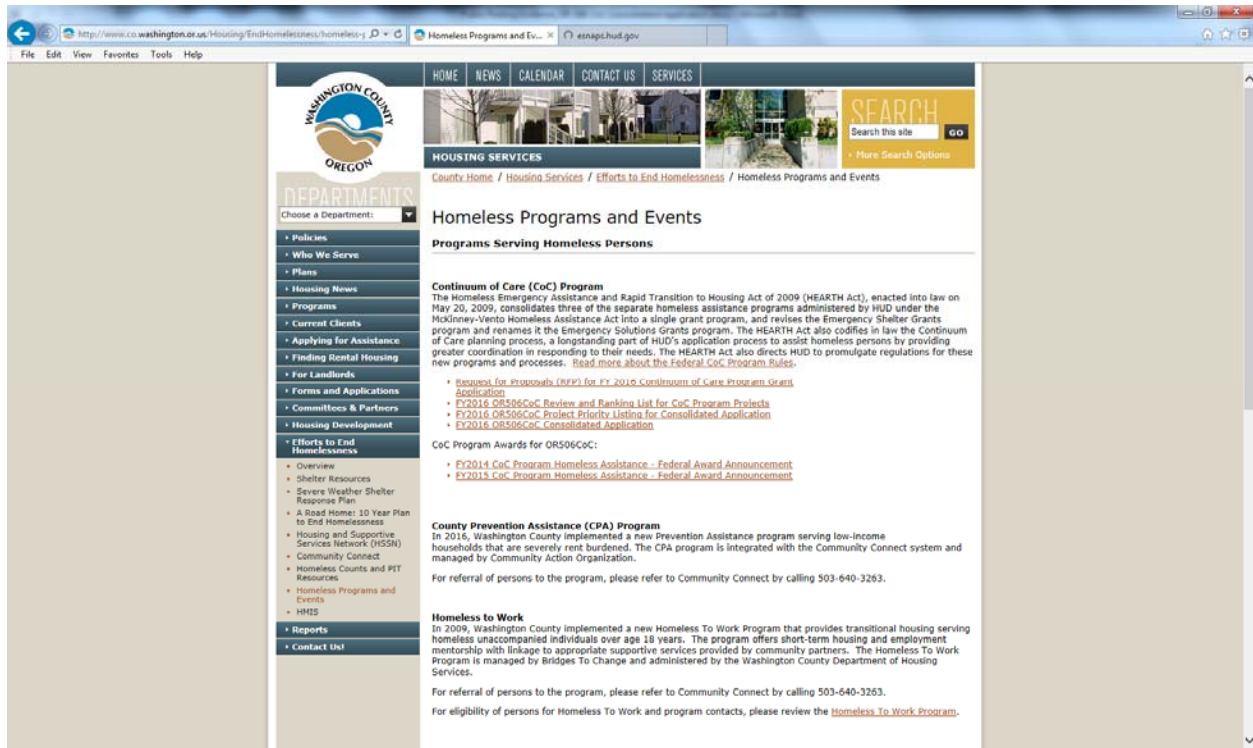 http://www.co.washington.or.us/Housing/EndHomelessness/homeless-p
Homeless Programs and Ev...
esnaps.hud.gov
File Edit View Favorites Tools Help
HOME NEWS CALENDAR CONTACT US SERVICES
WASHINGTON COUNTY
OREGON
SEARCH
Search this site GO
More Search Options
HOUSING SERVICES
County Home / Housing Services / Efforts to End Homelessness / Homeless Programs and Events
DEPARTMENTS
Choose a Department:
Policies
Who We Serve
Plans
Housing News
Programs
Current Clients
Applying for Assistance
Finding Rental Housing
For Landlords
Forms and Applications
Committees & Partners
Housing Development
Efforts to End
Homelessness
Overview
Shelter Resources
Severe Weather Shelter
Response Plan
A Road Home: 10 Year Plan
to End Homelessness
Housing and Supportive
Services Network (HSSN)
Community Connect
Homeless Counts and PIT
Resources
Homeless Programs and
Events
HMIS
Reports
Contact Us!
Homeless Programs and Events
Programs Serving Homeless Persons
Continuum of Care (CoC) Program
The Homeless Emergency Assistance and Rapid Transition to Housing Act of 2009 (HEARTH Act), enacted into law on
May 20, 2009, consolidates three of the separate homeless assistance programs administered by HUD under the
McKinney-Vento Homeless Assistance Act into a single grant program, and revises the Emergency Shelter Grants
program and renames it the Emergency Solutions Grants program. The HEARTH Act also codifies in law the Continuum
of Care planning process, a longstanding part of HUD's application process to assist homeless persons by providing
greater coordination in responding to their needs. The HEARTH Act also directs HUD to promulgate regulations for these
new programs and processes. Read more about the Federal CoC Program Rules.
Request for Proposals (RFP) for FY 2016 Continuum of Care Program Grant
Application
FY2016 OR506CoC Review and Ranking List for CoC Program Projects
FY2016 OR506CoC Project Priority Listing for Consolidated Application
FY2016 OR506CoC Consolidated Application
CoC Program Awards for OR506CoC:
FY2014 CoC Program Homeless Assistance - Federal Award Announcement
FY2015 CoC Program Homeless Assistance - Federal Award Announcement
County Prevention Assistance (CPA) Program
In 2016, Washington County implemented a new Prevention Assistance program serving low-income
households that are severely rent burdened. The CPA program is integrated with the Community Connect system and
managed by Community Action Organization.
For referral of persons to the program, please refer to Community Connect by calling 503-640-3263.
Homeless to Work
In 2009, Washington County implemented a new Homeless To Work Program that provides transitional housing serving
homeless unaccompanied individuals over age 18 years. The program offers short-term housing and employment
mentorship with linkage to appropriate supportive services provided by community partners. The Homeless To Work
Program is managed by Bridges To Change and administered by the Washington County Department of Housing
Services.
For referral of persons to the program, please refer to Community Connect by calling 503-640-3263.
For eligibility of persons for Homeless To Work and program contacts, please review the Homeless To Work Program.